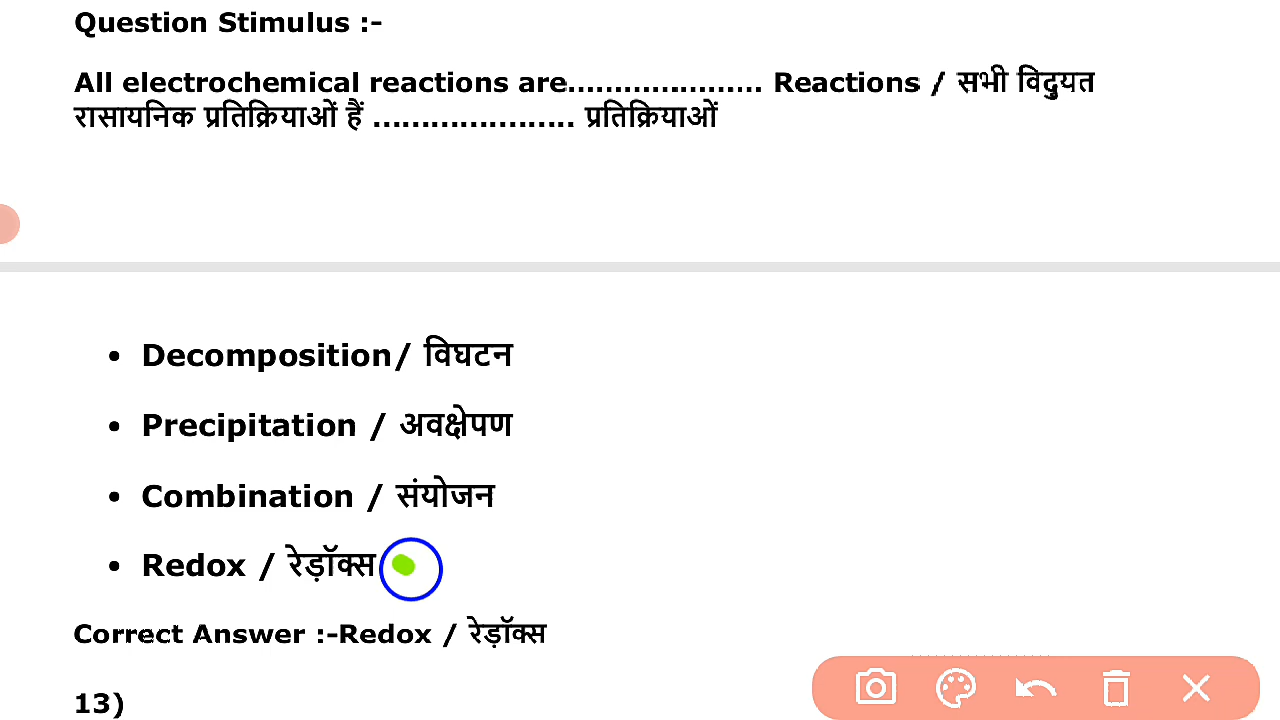 Question Stimulus :-
All electrochemical reactions are..................... Reactions / सभी विदुयत
रासायनिक प्रतिक्रियाओं हैं ..................... प्रतिक्रियाओं
• Decomposition/ विघटन
• Precipitation / अवक्षेपण
• Combination / संयोजन
• Redox / रेड़ॉक्स
Correct Answer :-Redox / रेड़ॉक्स
13)